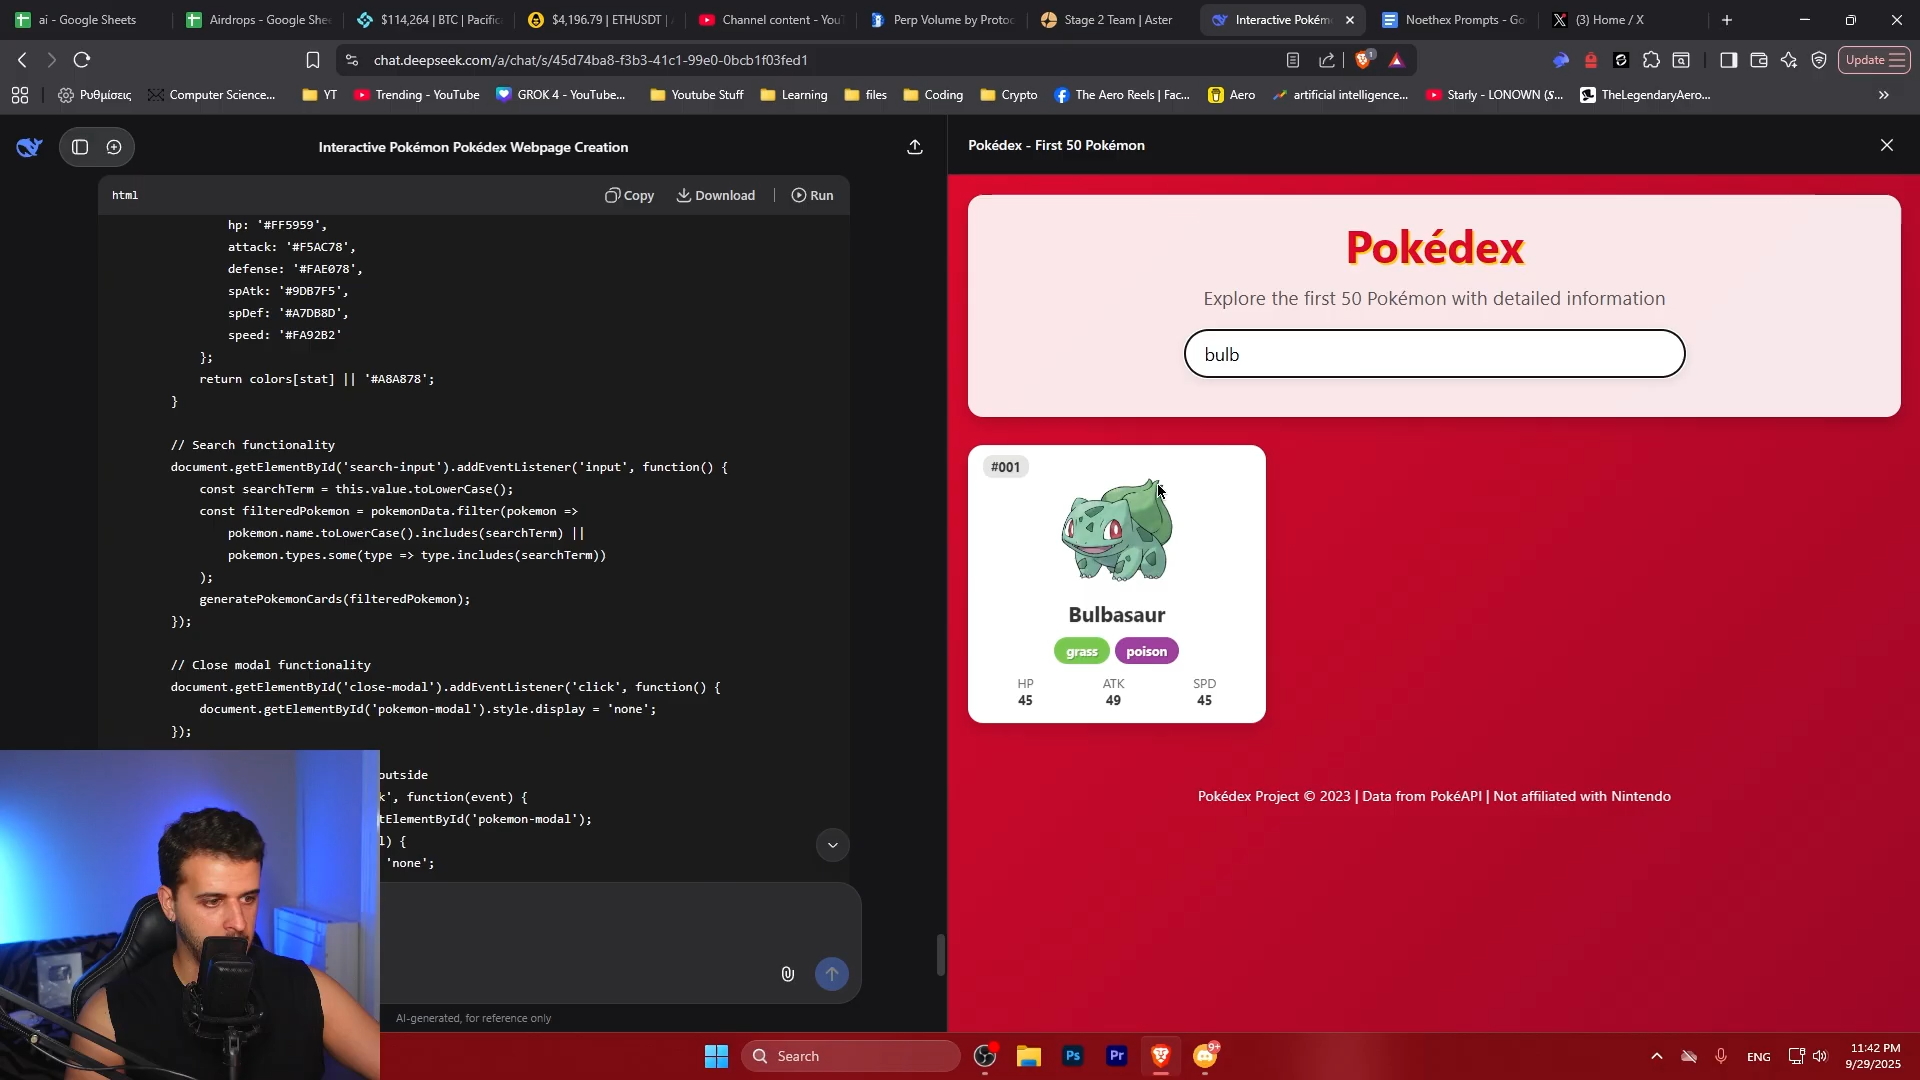 ai - Google Sheets
Airdrops - Google She
$114,264 | BTC | Pacific
$4,196.79 | ETHUSDT |
Channel content - YouT
Perp Volume by Protoc
Stage 2 Team | Aster
Interactive Pokém
Noethex Prompts - Go
(3) Home / X
chat.deepseek.com/a/chat/s/45d74ba8-f3b3-41c1-99e0-0bcb1f03fed1
1
Update
Ρυθμίσεις
Computer Science...
YT
Trending - YouTube
GROK 4 - YouTube...
Youtube Stuff
Learning
files
Coding
Crypto
The Aero Reels | Fac...
Aero
artificial intelligence...
Starly - LONOWN (𝙎...
TheLegendaryAero...
Interactive Pokémon Pokédex Webpage Creation
html
Copy
Download
Run
hp: '#FF5959',
attack: '#F5AC78',
defense: '#FAE078',
spAtk: '#9DB7F5',
spDef: '#A7DB8D',
speed: '#FA92B2'
};
return colors[stat] || '#A8A878';
}
// Search functionality
document.getElementById('search-input').addEventListener('input', function() {
const searchTerm = this.value.toLowerCase();
const filteredPokemon = pokemonData.filter(pokemon =>
pokemon.name.toLowerCase().includes(searchTerm) ||
pokemon.types.some(type => type.includes(searchTerm))
);
generatePokemonCards(filteredPokemon);
});
// Close modal functionality
document.getElementById('close-modal').addEventListener('click', function() {
document.getElementById('pokemon-modal').style.display = 'none';
});
outside
k', function(event) {
tElementById('pokemon-modal');
l) {
'none';
AI-generated, for reference only
Pokédex - First 50 Pokémon
Pokédex
Explore the first 50 Pokémon with detailed information
bulb
#001
Bulbasaur
grass
poison
HP
ATK
SPD
45
49
45
Pokédex Project © 2023 | Data from PokéAPI | Not affiliated with Nintendo
Search
Ps
Pr
9+
ENG
11:42 PM
9/29/2025